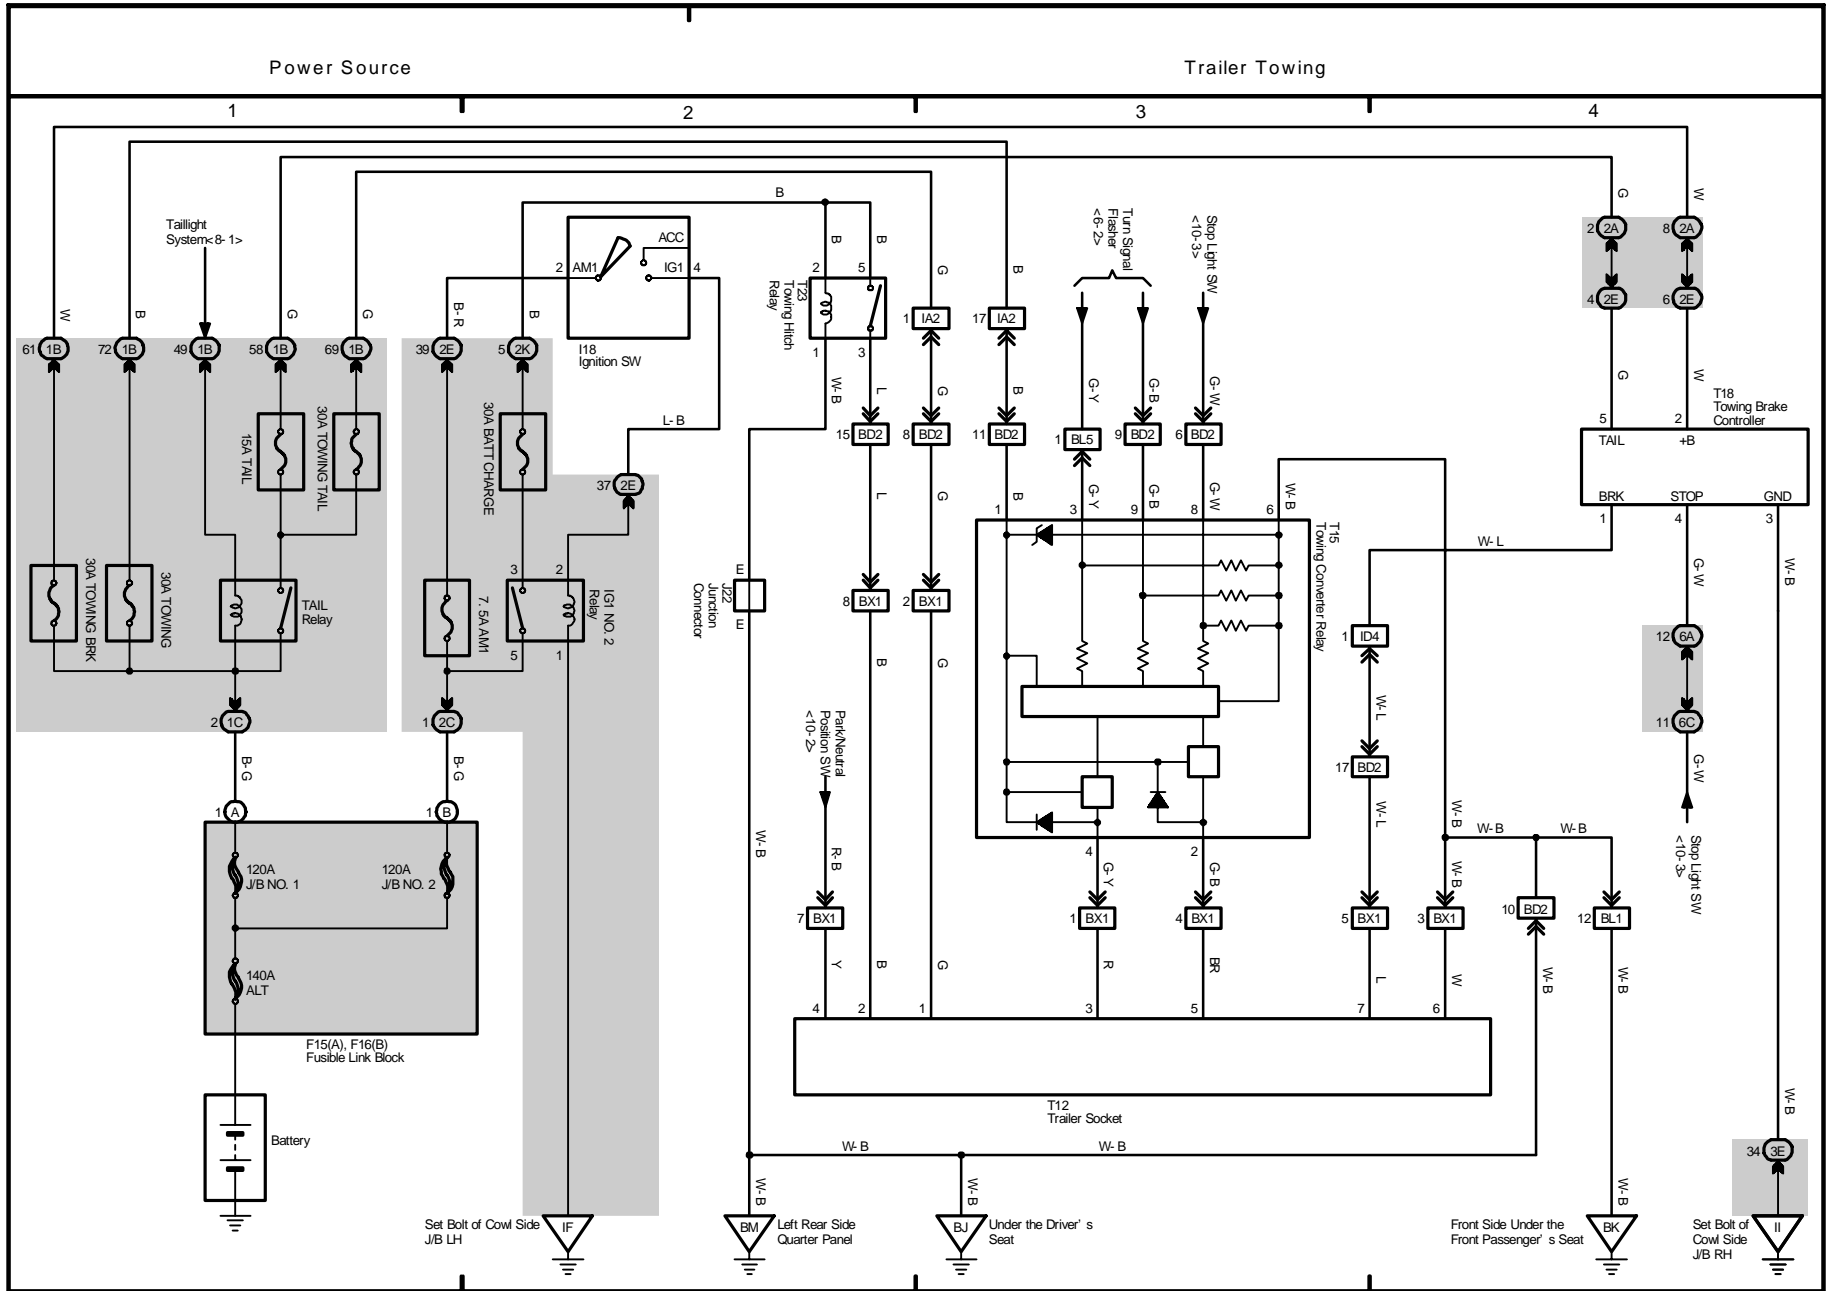 Power Source
Trailer Towing
1
2
3
4
Taillight
System<8- 1>
W
B
G
G
B- R
B
B
B
B
G
B
Turn Signal
Flasher
<6- 2>
Stop Light SW
<10- 3>
G
W
2 2A
8 2A
4 2E
6 2E
G
W
ACC
2 AM1
IG1 4
I18
Ignition SW
2
5
T23
Towing Hitch
Relay
1
3
1 IA2
17 IA2
61 1B
72 1B
49 1B
58 1B
69 1B
39 2E
5 2K
W- B
L
G
B
G- Y
G- B
G- W
T18
Towing Brake
Controller
5
2
TAIL
+B
BRK
STOP
GND
1
4
3
15A TAIL
30A TOWING TAIL
30A BATT CHARGE
L- B
15 BD2
8 BD2
11 BD2
1 BL5
9 BD2
6 BD2
37 2E
L
G
B
G- Y
G- B
G- W
W- B
1
3
9
8
6
T15
Towing Converter Relay
W- L
G- W
W- B
30A TOWING BRK
30A TOWING
TAIL
Relay
7. 5A AM1
3
2
5
1
IG1 NO. 2
Relay
E
J22
Junction
Connector
E
8 BX1
2 BX1
1 ID4
12 6A
B
G
W- L
2 1C
1 2C
Park/Neutral
Position SW
<10- 2>
11 6C
B- G
B- G
17 BD2
G- W
1 A
1 B
W- B
R- B
W- L
W- B
W- B
W- B
Stop Light SW
<10- 3>
120A
J/B NO. 1
120A
J/B NO. 2
4
2
G- Y
G- B
W- B
7 BX1
1 BX1
4 BX1
5 BX1
3 BX1
10 BD2
12 BL1
140A
ALT
Y
B
G
R
BR
L
W
W- B
W- B
4
2
1
3
5
7
6
F15(A), F16(B)
Fusible Link Block
T12
Trailer Socket
Battery
W- B
W- B
W- B
34 3E
W- B
W- B
W- B
Set Bolt of Cowl Side
J/B LH
IF
BM
Left Rear Side
Quarter Panel
BJ
Under the Driver' s
Seat
Front Side Under the
Front Passenger' s Seat
BK
Set Bolt of
Cowl Side
J/B RH
II